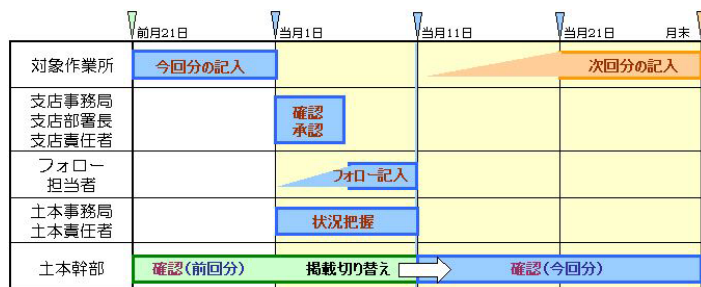 前月21日 当月1日 当月11日 当月21日 月末
対象作業所 今回分の記入 次回分の記入
支店事務局
支店部署長
支店責任者
確認
承認
フォロー
担当者
フォロー記入
土本事務局
土本責任者
状況把握
土本幹部 確認(前回分) 掲載切り替え 確認(今回分)